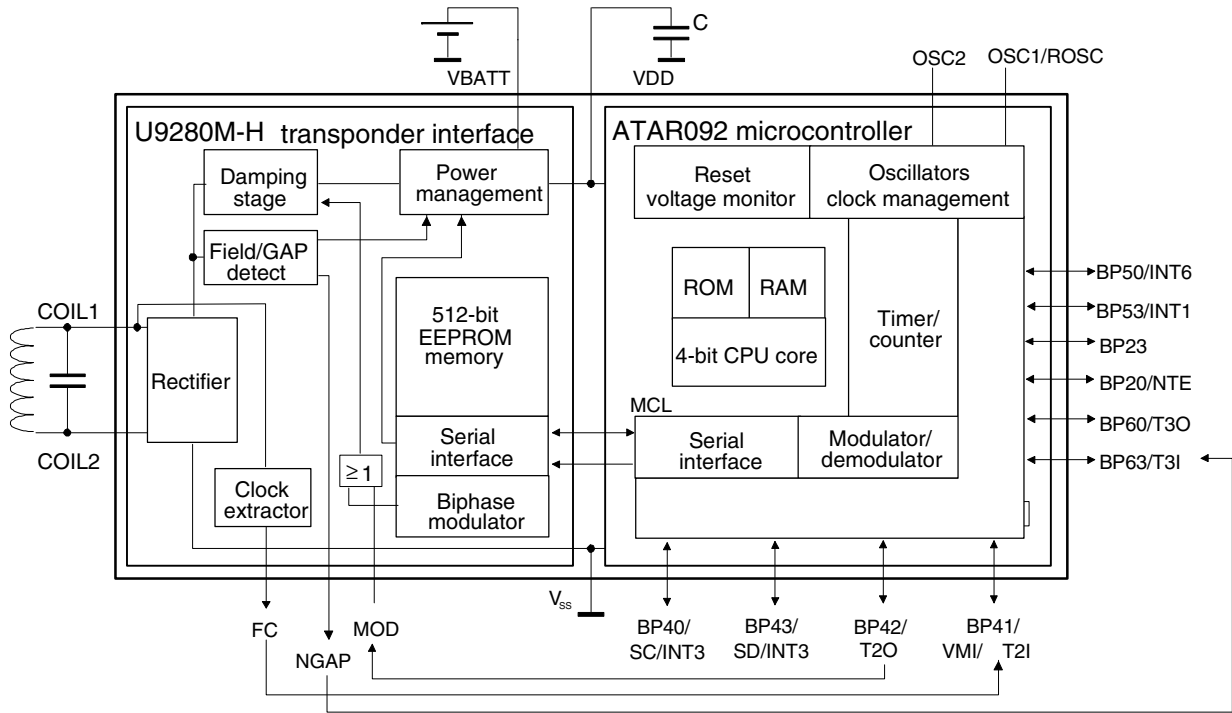 C
VBATT
VDD
OSC2
OSC1/ROSC
U9280M-H transponder interface
ATAR092 microcontroller
Damping
stage
Power
management
Reset
voltage monitor
Oscillators
clock management
Field/GAP
detect
COIL1
Rectifier
COIL2
512-bit
EEPROM
memory
ROM
RAM
4-bit CPU core
Timer/
counter
BP50/INT6
BP53/INT1
BP23
BP20/NTE
BP60/T3O
BP63/T3I
MCL
Serial
interface
Serial
interface
Modulator/
demodulator
≥1
Clock
extractor
Biphase
modulator
VSS
FC
NGAP
MOD
BP40/
SC/INT3
BP43/
SD/INT3
BP42/
T2O
BP41/
VMI/ T2I